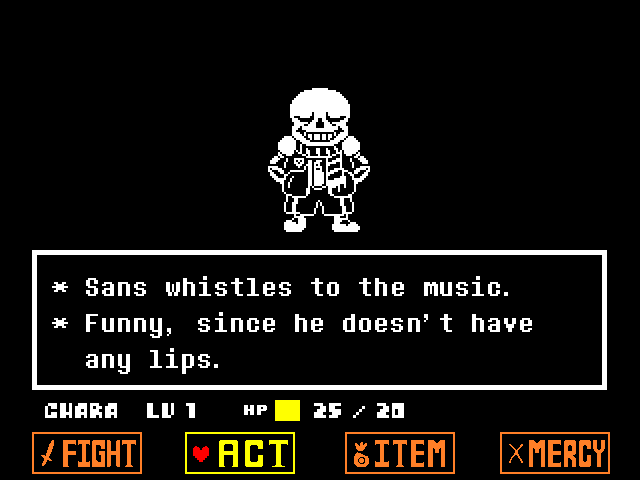 * Sans whistles to the music.
* Funny, since he doesn't have
any lips.
CHARA LV 1 HP 25 / 20
FIGHT ACT ITEM MERCY